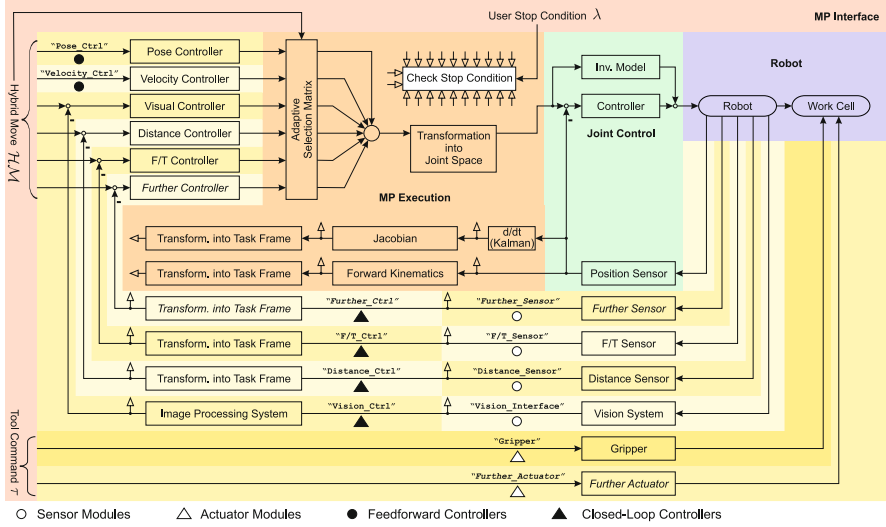 User Stop Condition λ
MP Interface
Hybrid Move HM
"Pose_Ctrl"
Pose Controller
"Velocity_Ctrl"
Velocity Controller
Visual Controller
Distance Controller
F/T Controller
Further Controller
Adaptive
Selection Matrix
Check Stop Condition
Transformation
into
Joint Space
MP Execution
Inv. Model
Controller
Joint Control
Robot
Robot
Work Cell
Transform. into Task Frame
Jacobian
d/dt
(Kalman)
Transform. into Task Frame
Forward Kinematics
Position Sensor
Transform. into Task Frame
"Further_Ctrl"
"Further_Sensor"
Further Sensor
Transform. into Task Frame
"F/T_Ctrl"
"F/T_Sensor"
F/T Sensor
Transform. into Task Frame
"Distance_Ctrl"
"Distance_Sensor"
Distance Sensor
Image Processing System
"Vision_Ctrl"
"Vision_Interface"
Vision System
Tool Command τ
"Gripper"
Gripper
"Further_Actuator"
Further Actuator
Sensor Modules
Actuator Modules
Feedforward Controllers
Closed-Loop Controllers